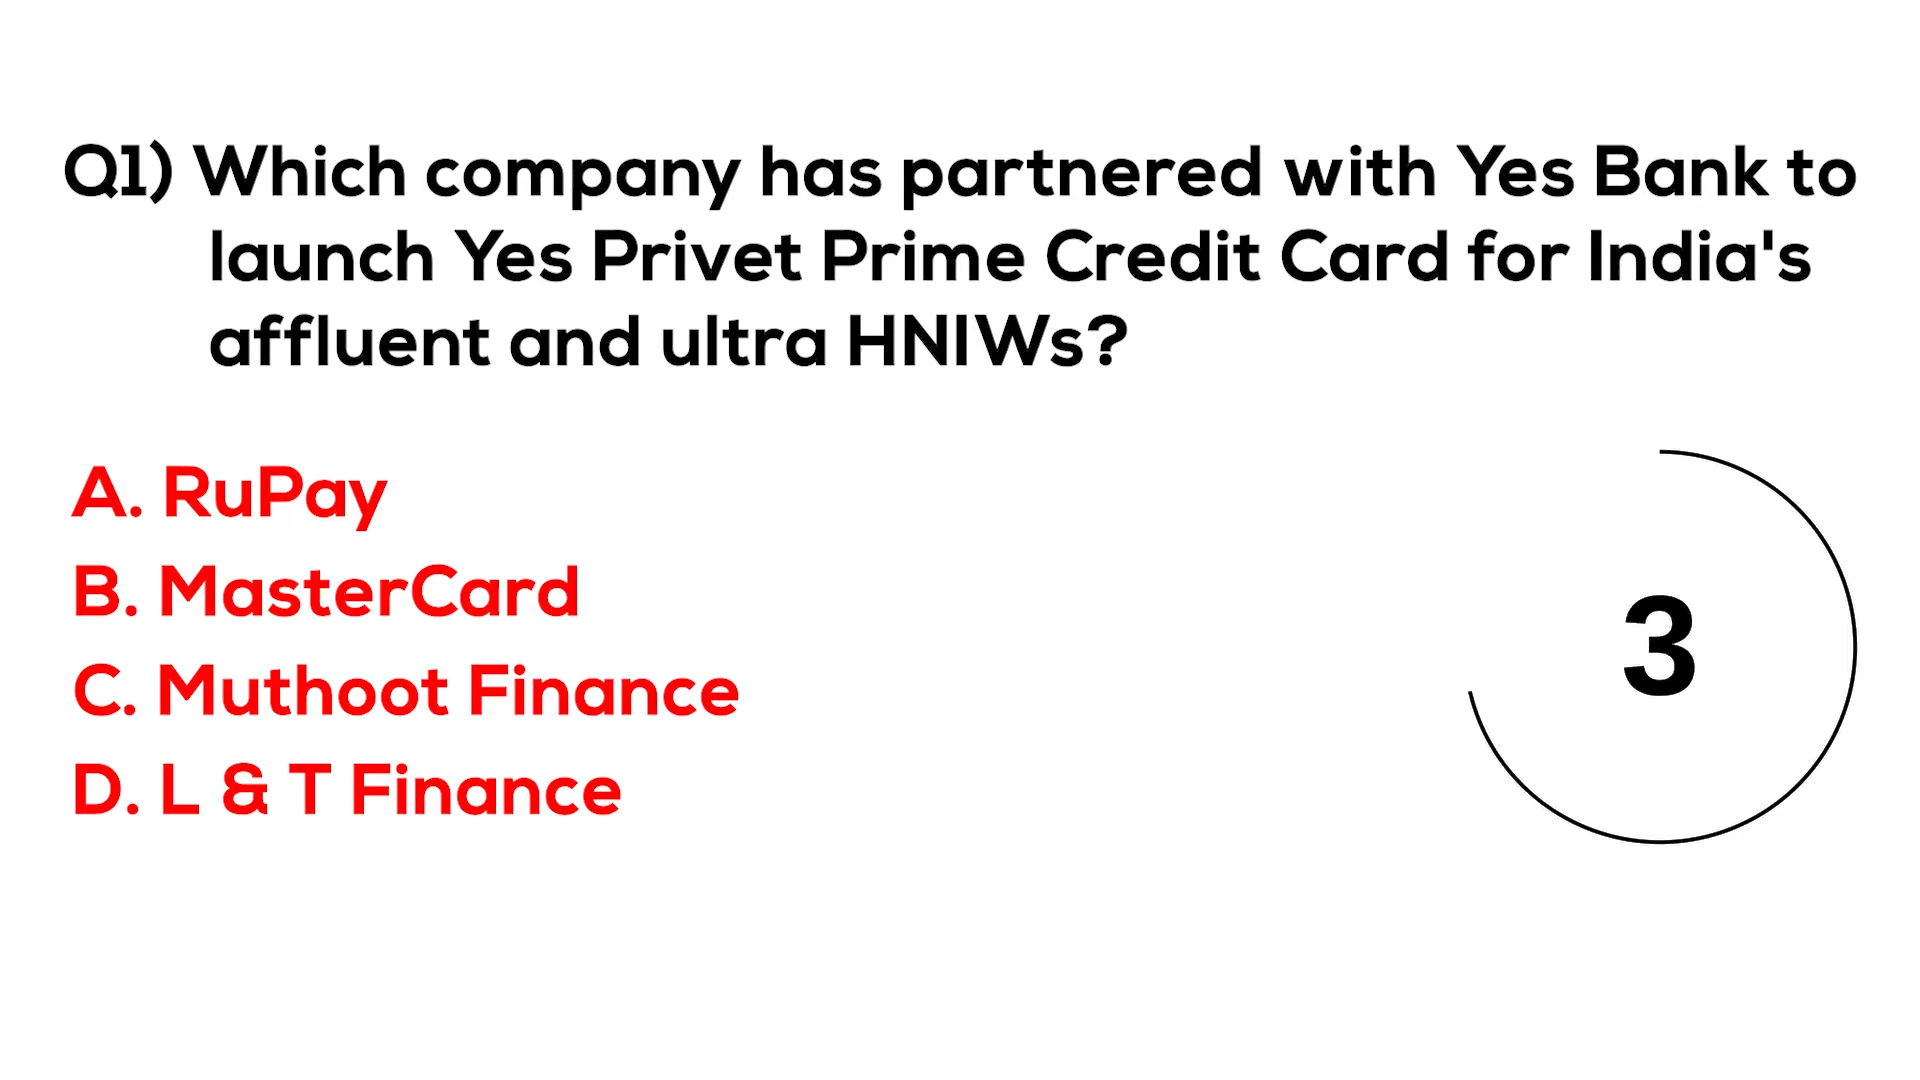 Q1) Which company has partnered with Yes Bank to
launch Yes Privet Prime Credit Card for India's
affluent and ultra HNIWs?
A. RuPay
B. MasterCard
C. Muthoot Finance
D. L & T Finance
3